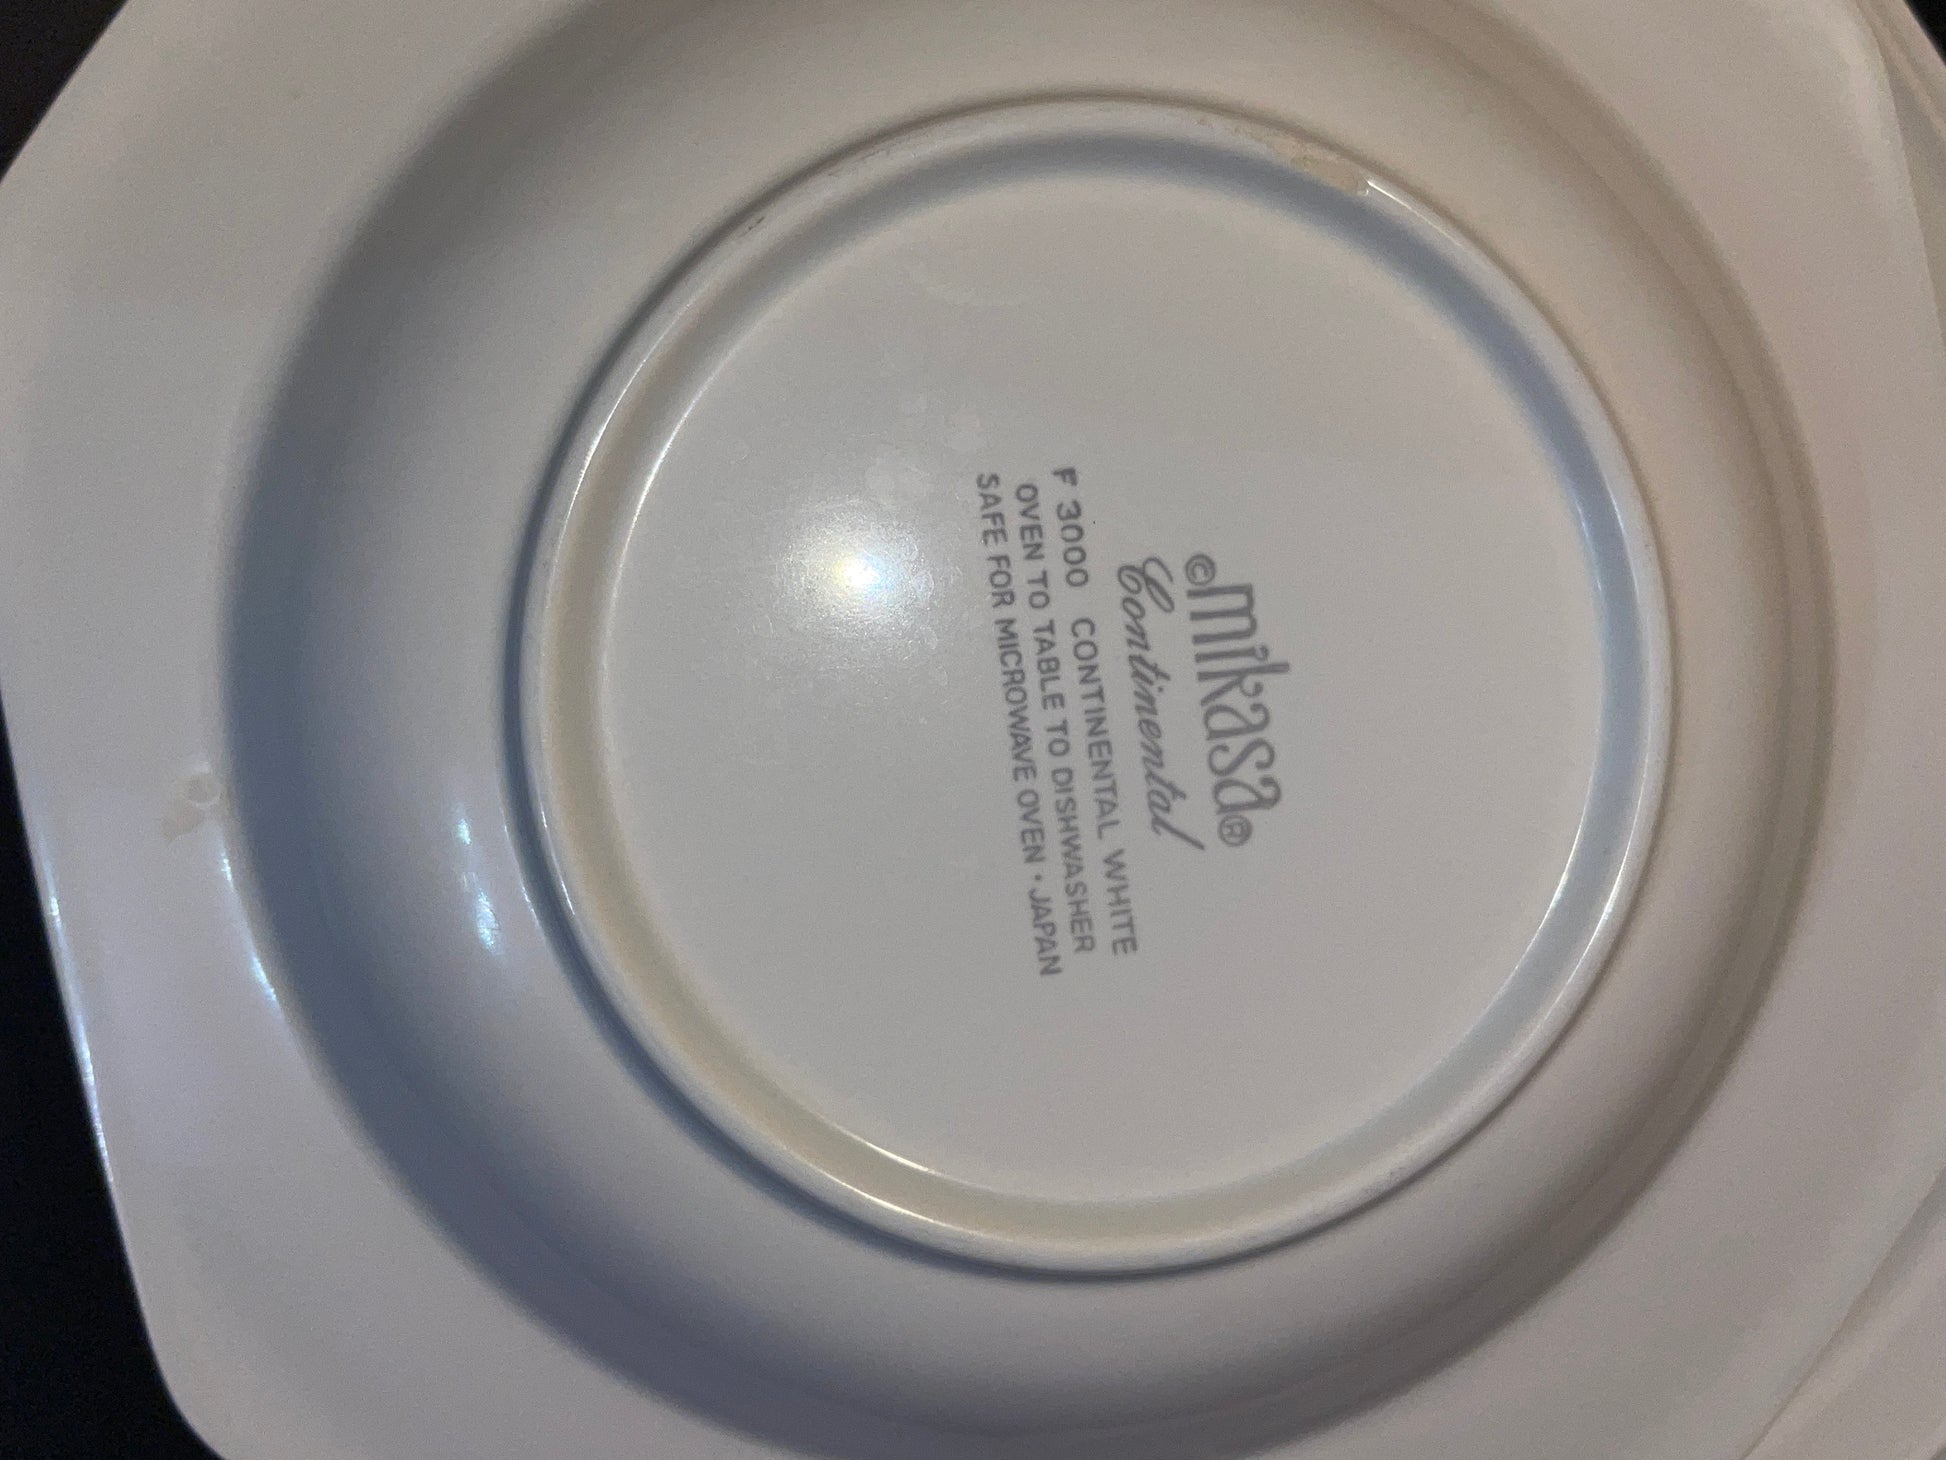 ©mikasa®
Continental
F 3000 CONTINENTAL WHITE
OVEN TO TABLE TO DISHWASHER
SAFE FOR MICROWAVE OVEN • JAPAN